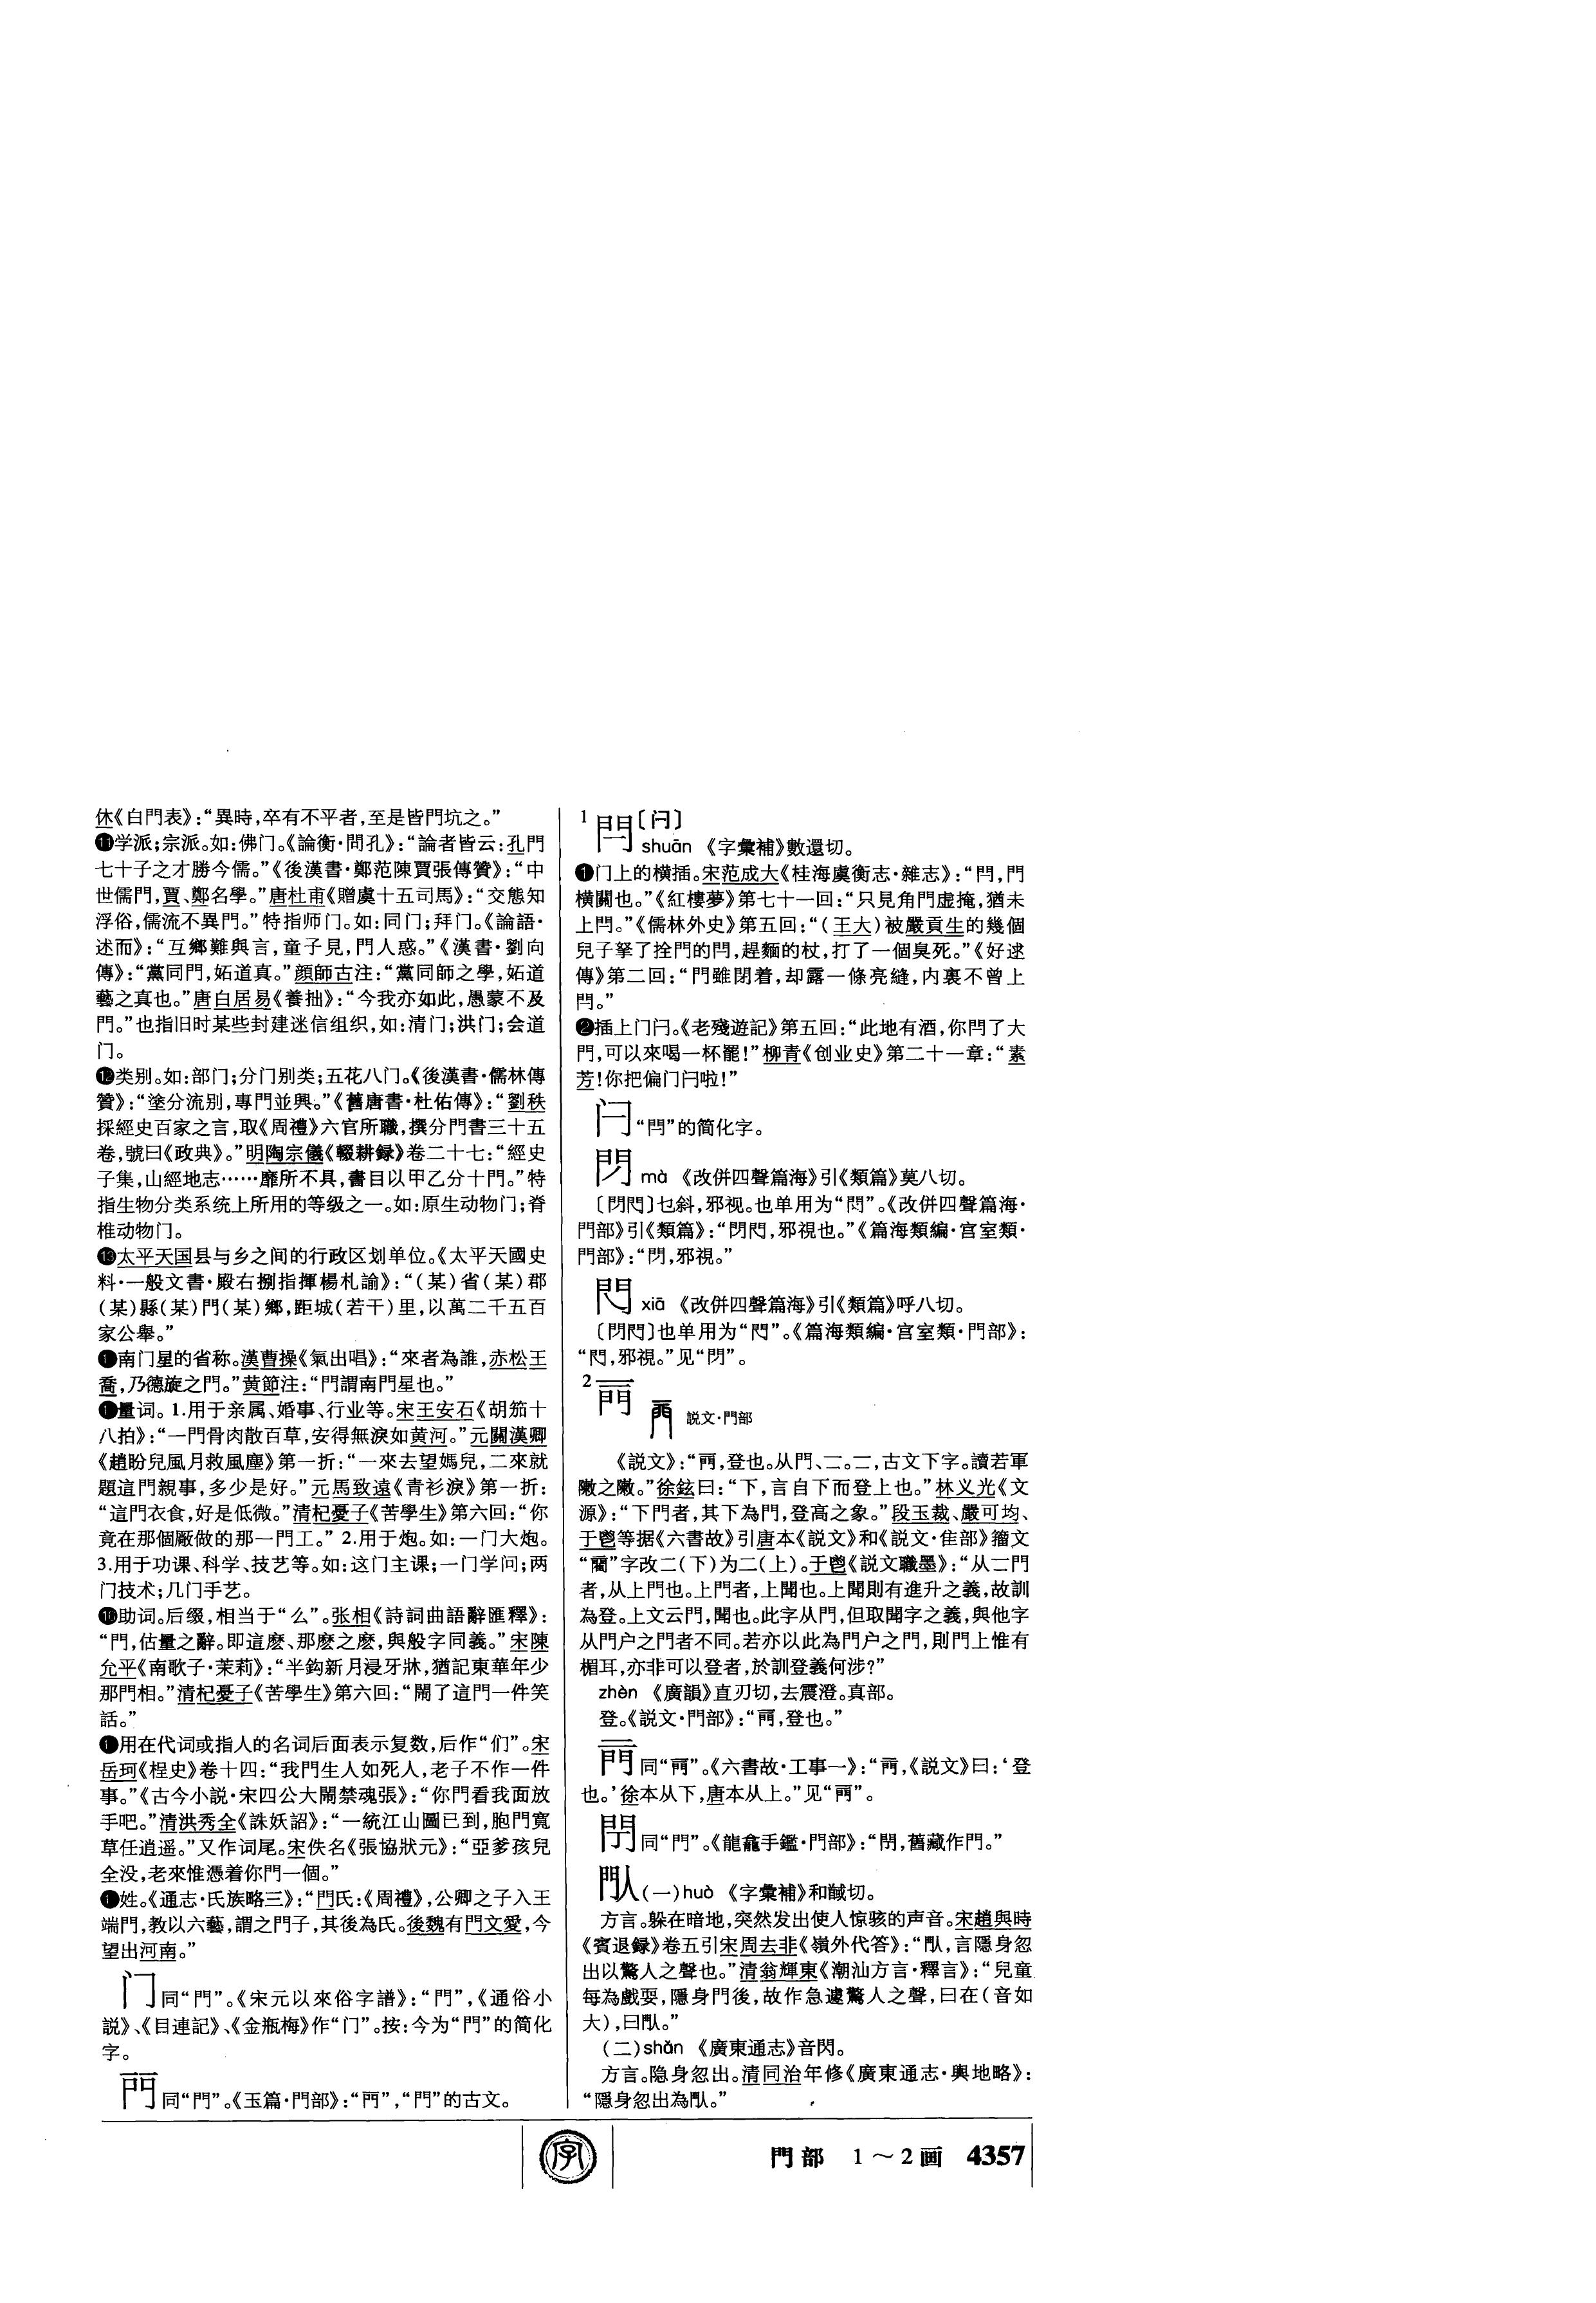 休《白門表》：“異時，卒有不平者，至是皆門坑之。”
⓫学派；宗派。如：佛门。《論衡·問孔》：“論者皆云：孔門
七十子之才勝今儒。”《後漢書·鄭范陳賈張傳贊》：“中
世儒門，賈、鄭名學。”唐杜甫《贈虞十五司馬》：“交態知
浮俗，儒流不異門。”特指师门。如：同门；拜门。《論語·
述而》：“互鄉難與言，童子見，門人惑。”《漢書·劉向
傳》：“黨同門，妬道真。”顔師古注：“黨同師之學，妬道
藝之真也。”唐白居易《養拙》：“今我亦如此，愚蒙不及
門。”也指旧时某些封建迷信组织，如：清门；洪门；会道
门。
⓬类别。如：部门；分门别类；五花八门。《後漢書·儒林傳
贊》：“塗分流别，專門並興。”《舊唐書·杜佑傳》：“劉秩
採經史百家之言，取《周禮》六官所職，撰分門書三十五
卷，號曰《政典》。”明陶宗儀《輟耕録》卷二十七：“經史
子集，山經地志……靡所不具，書目以甲乙分十門。”特
指生物分类系统上所用的等级之一。如：原生动物门；脊
椎动物门。
⓭太平天国县与乡之间的行政区划单位。《太平天國史
料·一般文書·殿右捌指揮楊札諭》：“（某）省（某）郡
（某）縣（某）門（某）鄉，距城（若干）里，以萬二千五百
家公舉。”
南门星的省称。漢曹操《氣出唱》：“來者為誰，赤松王
喬，乃德旋之門。”黄節注：“門謂南門星也。”
量词。1.用于亲属、婚事、行业等。宋王安石《胡笳十
八拍》：“一門骨肉散百草，安得無淚如黄河。”元關漢卿
《趙盼兒風月救風塵》第一折：“一來去望媽兒，二來就
題這門親事，多少是好。”元馬致遠《青衫淚》第一折：
“這門衣食，好是低微。”清杞憂子《苦學生》第六回：“你
竟在那個厰做的那一門工。” 2.用于炮。如：一门大炮。
3.用于功课、科学、技艺等。如：这门主课；一门学问；两
门技术；几门手艺。
助词。后缀，相当于“么”。张相《詩詞曲語辭匯釋》：
“門，估量之辭。即這麽、那麽之麽，與般字同義。”宋陳
允平《南歌子·茉莉》：“半鈎新月浸牙牀，猶記東華年少
那門相。”清杞憂子《苦學生》第六回：“鬧了這門一件笑
話。”
用在代词或指人的名词后面表示复数，后作“们”。宋
岳珂《桯史》卷十四：“我門生人如死人，老子不作一件
事。”《古今小説·宋四公大鬧禁魂張》：“你門看我面放
手吧。”清洪秀全《誅妖詔》：“一統江山圖已到，胞門寬
草任逍遥。”又作词尾。宋佚名《張協狀元》：“亞爹孩兒
全没，老來惟憑着你門一個。”
姓。《通志·氏族略三》：“門氏：《周禮》，公卿之子入王
端門，教以六藝，謂之門子，其後為氏。後魏有門文愛，今
望出河南。”
门 同“門”。《宋元以來俗字譜》：“門”，《通俗小
説》、《目連記》、《金瓶梅》作“门”。按：今为“門”的简化
字。
同“門”。《玉篇·門部》：“”，“門”的古文。
1 閂〔闩〕
shuān 《字彙補》數還切。
❶门上的横插。宋范成大《桂海虞衡志·雜志》：“閂，門
横關也。”《紅樓夢》第七十一回：“只見角門虚掩，猶未
上閂。”《儒林外史》第五回：“（王大）被嚴貢生的幾個
兒子拏了拴門的閂，趕麵的杖，打了一個臭死。”《好逑
傳》第二回：“門雖閉着，却露一條亮縫，内裏不曾上
閂。”
❷插上门闩。《老殘遊記》第五回：“此地有酒，你閂了大
門，可以來喝一杯罷！”柳青《创业史》第二十一章：“素
芳！你把偏门闩啦！”
闩 “閂”的简化字。
mà 《改併四聲篇海》引《類篇》莫八切。
〔〕乜斜，邪视。也单用为“”。《改併四聲篇海·
門部》引《類篇》：“，邪視也。”《篇海類編·宫室類·
門部》：“，邪視。”
xiā 《改併四聲篇海》引《類篇》呼八切。
〔〕也单用为“”。《篇海類編·宫室類·門部》：
“，邪視。”见“”。
2 説文·門部
《説文》：“，登也。从門、二。二，古文下字。讀若軍
敶之敶。”徐鉉曰：“下，言自下而登上也。”林义光《文
源》：“下門者，其下為門，登高之象。”段玉裁、嚴可均、
于鬯等据《六書故》引唐本《説文》和《説文·隹部》籀文
“”字改二（下）为二（上）。于鬯《説文職墨》：“从二門
者，从上門也。上門者，上聞也。上聞則有進升之義，故訓
為登。上文云門，聞也。此字从門，但取聞字之義，與他字
从門户之門者不同。若亦以此為門户之門，則門上惟有
楣耳，亦非可以登者，於訓登義何涉？”
zhèn 《廣韻》直刃切，去震澄。真部。
登。《説文·門部》：“，登也。”
同“”。《六書故·工事一》：“，《説文》曰：‘登
也。’徐本从下，唐本从上。”见“”。
同“門”。《龍龕手鑑·門部》：“，舊藏作門。”
（一）huò 《字彙補》和馘切。
方言。躲在暗地，突然发出使人惊骇的声音。宋趙與時
《賓退録》卷五引宋周去非《嶺外代答》：“，言隱身忽
出以驚人之聲也。”清翁輝東《潮汕方言·釋言》：“兒童
每為戲耍，隱身門後，故作急遽驚人之聲，曰在（音如
大），曰。”
（二）shǎn 《廣東通志》音閃。
方言。隐身忽出。清同治年修《廣東通志·輿地略》：
“隱身忽出為。”
字
門部 1～2画 4357